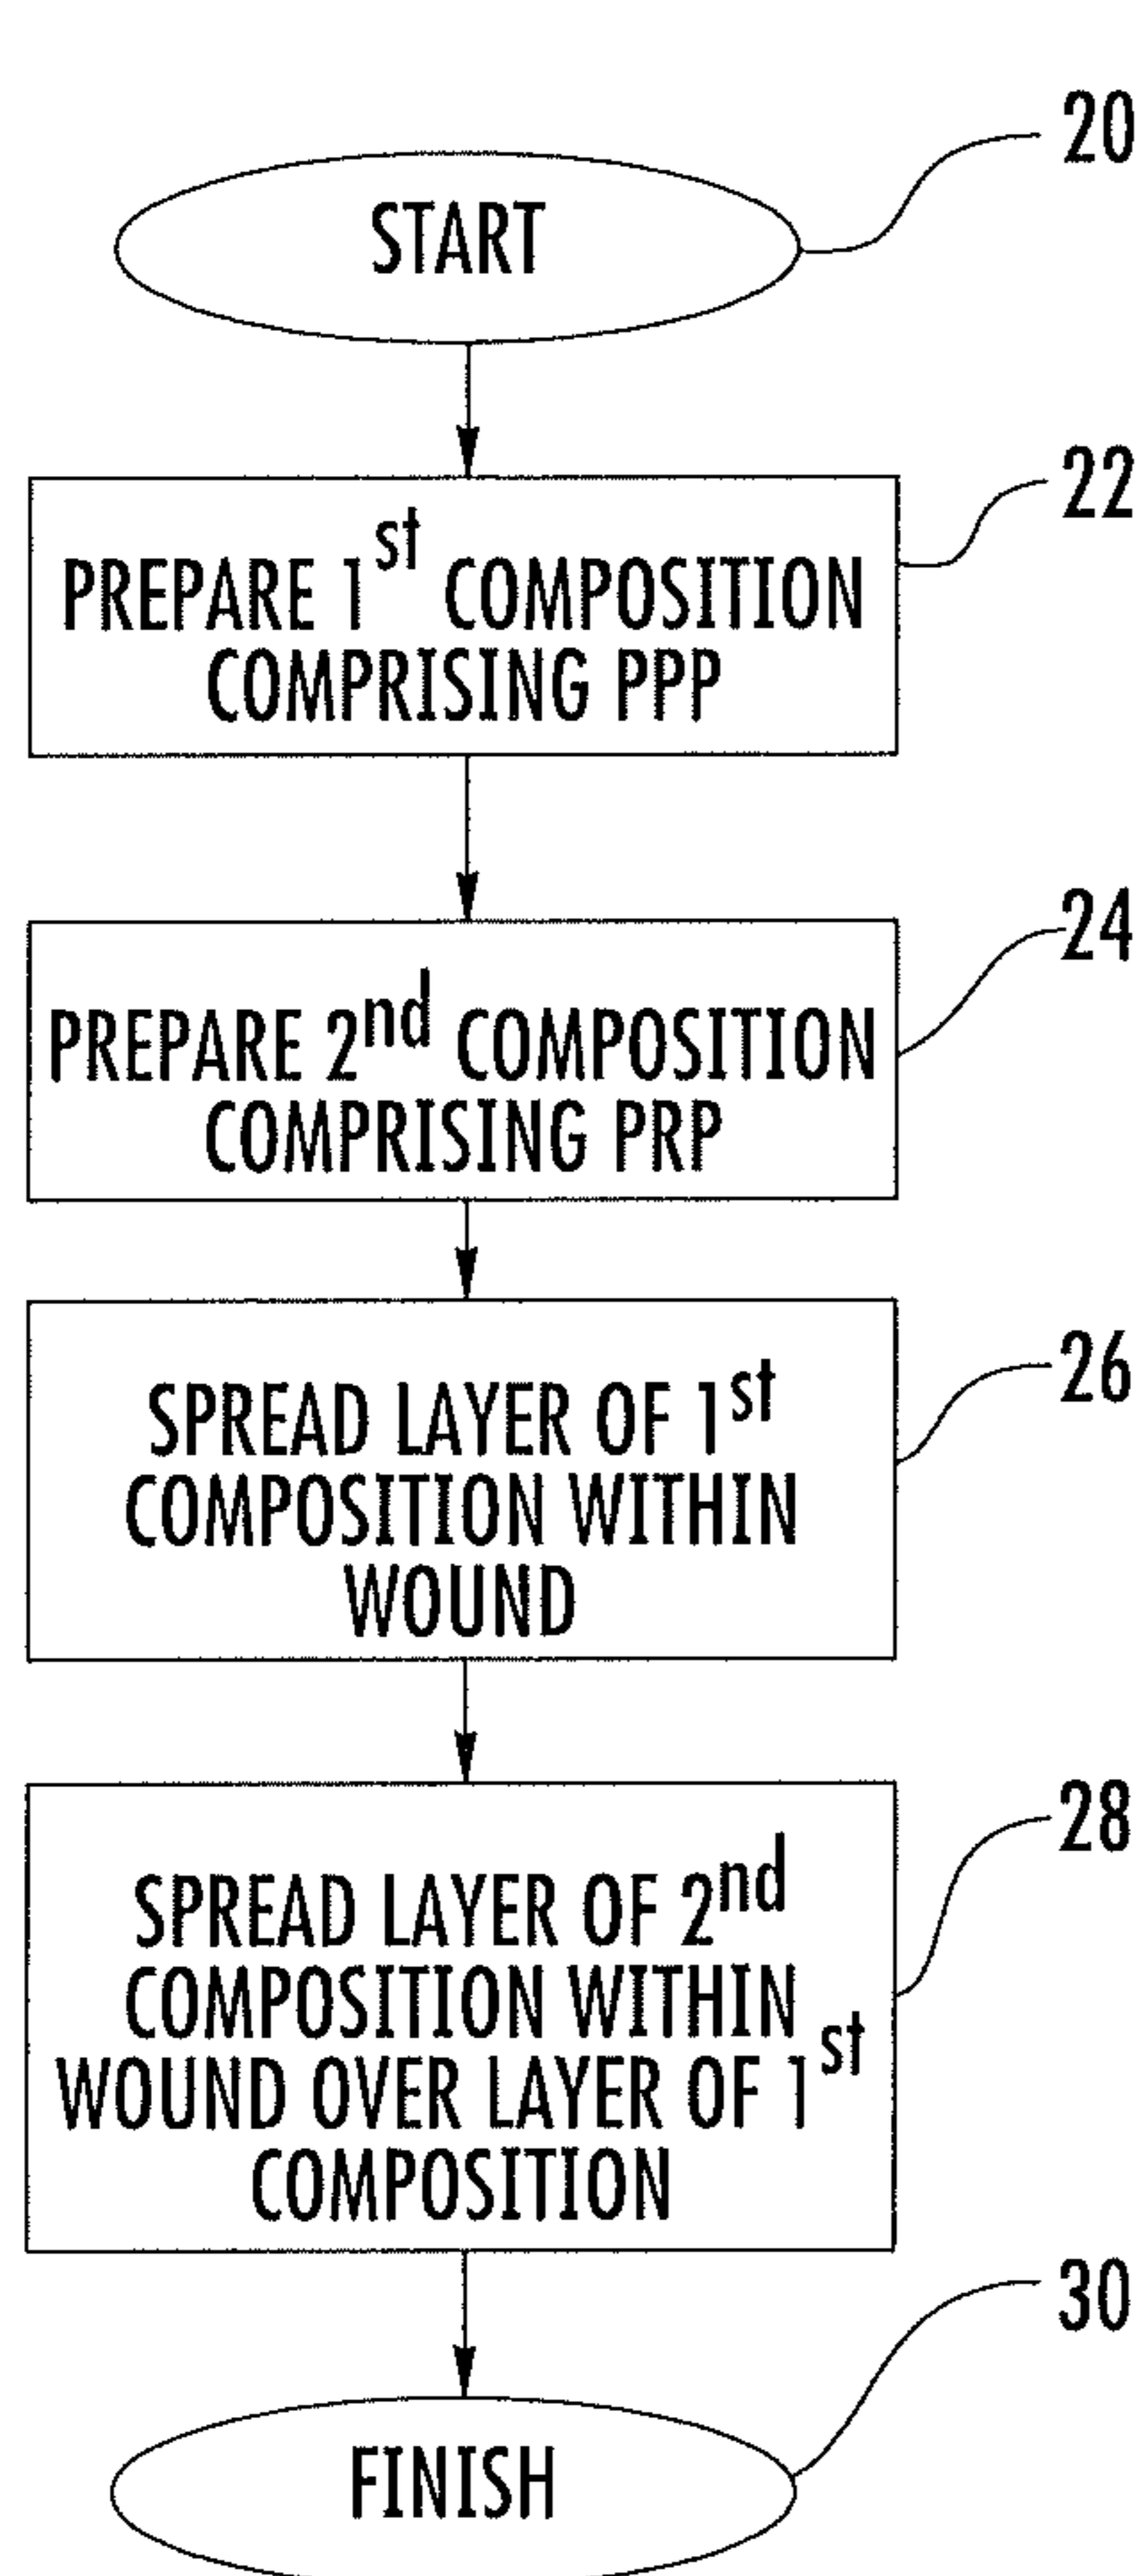 20
START
22
PREPARE 1st COMPOSITION
COMPRISING PPP
24
PREPARE 2nd COMPOSITION
COMPRISING PRP
26
SPREAD LAYER OF 1st
COMPOSITION WITHIN
WOUND
28
SPREAD LAYER OF 2nd
COMPOSITION WITHIN
WOUND OVER LAYER OF 1st
COMPOSITION
30
FINISH